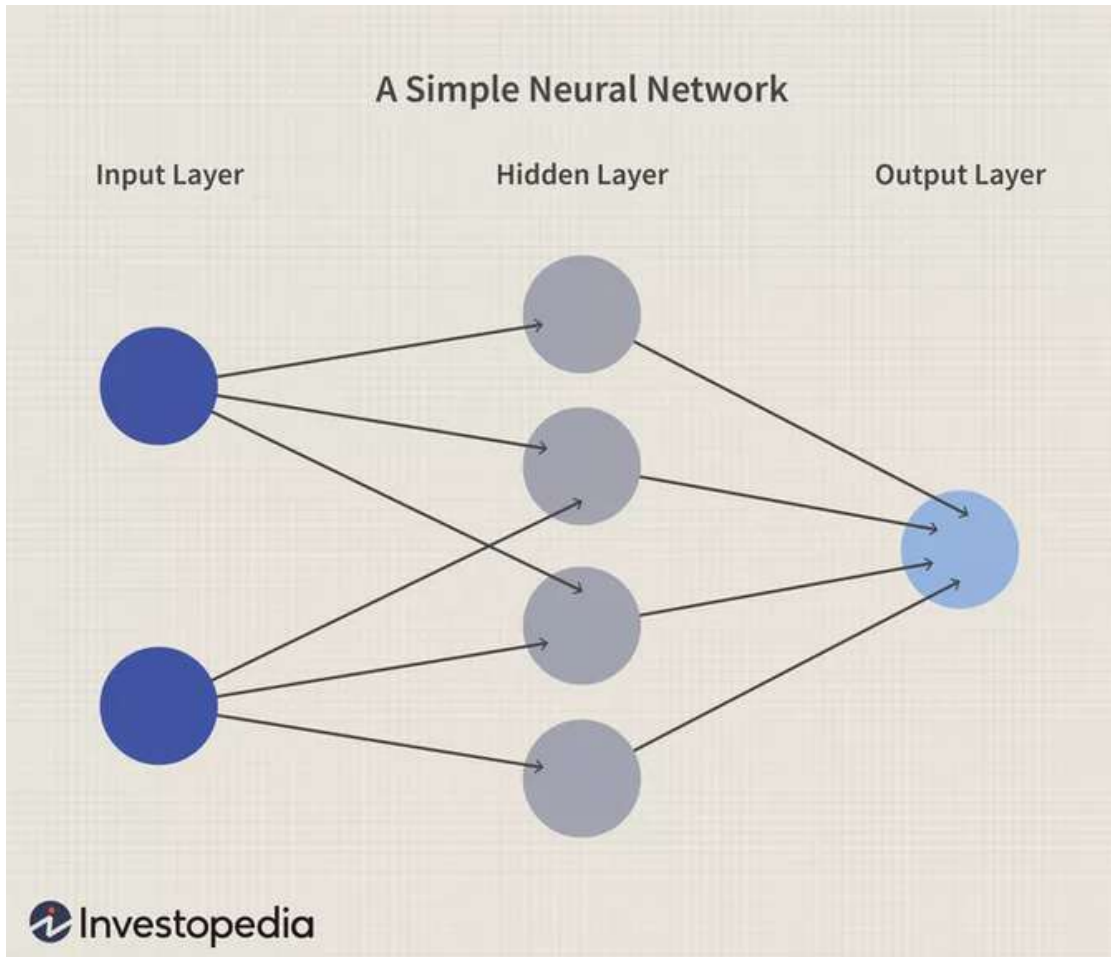 A Simple Neural Network
Input Layer
Hidden Layer
Output Layer
Investopedia